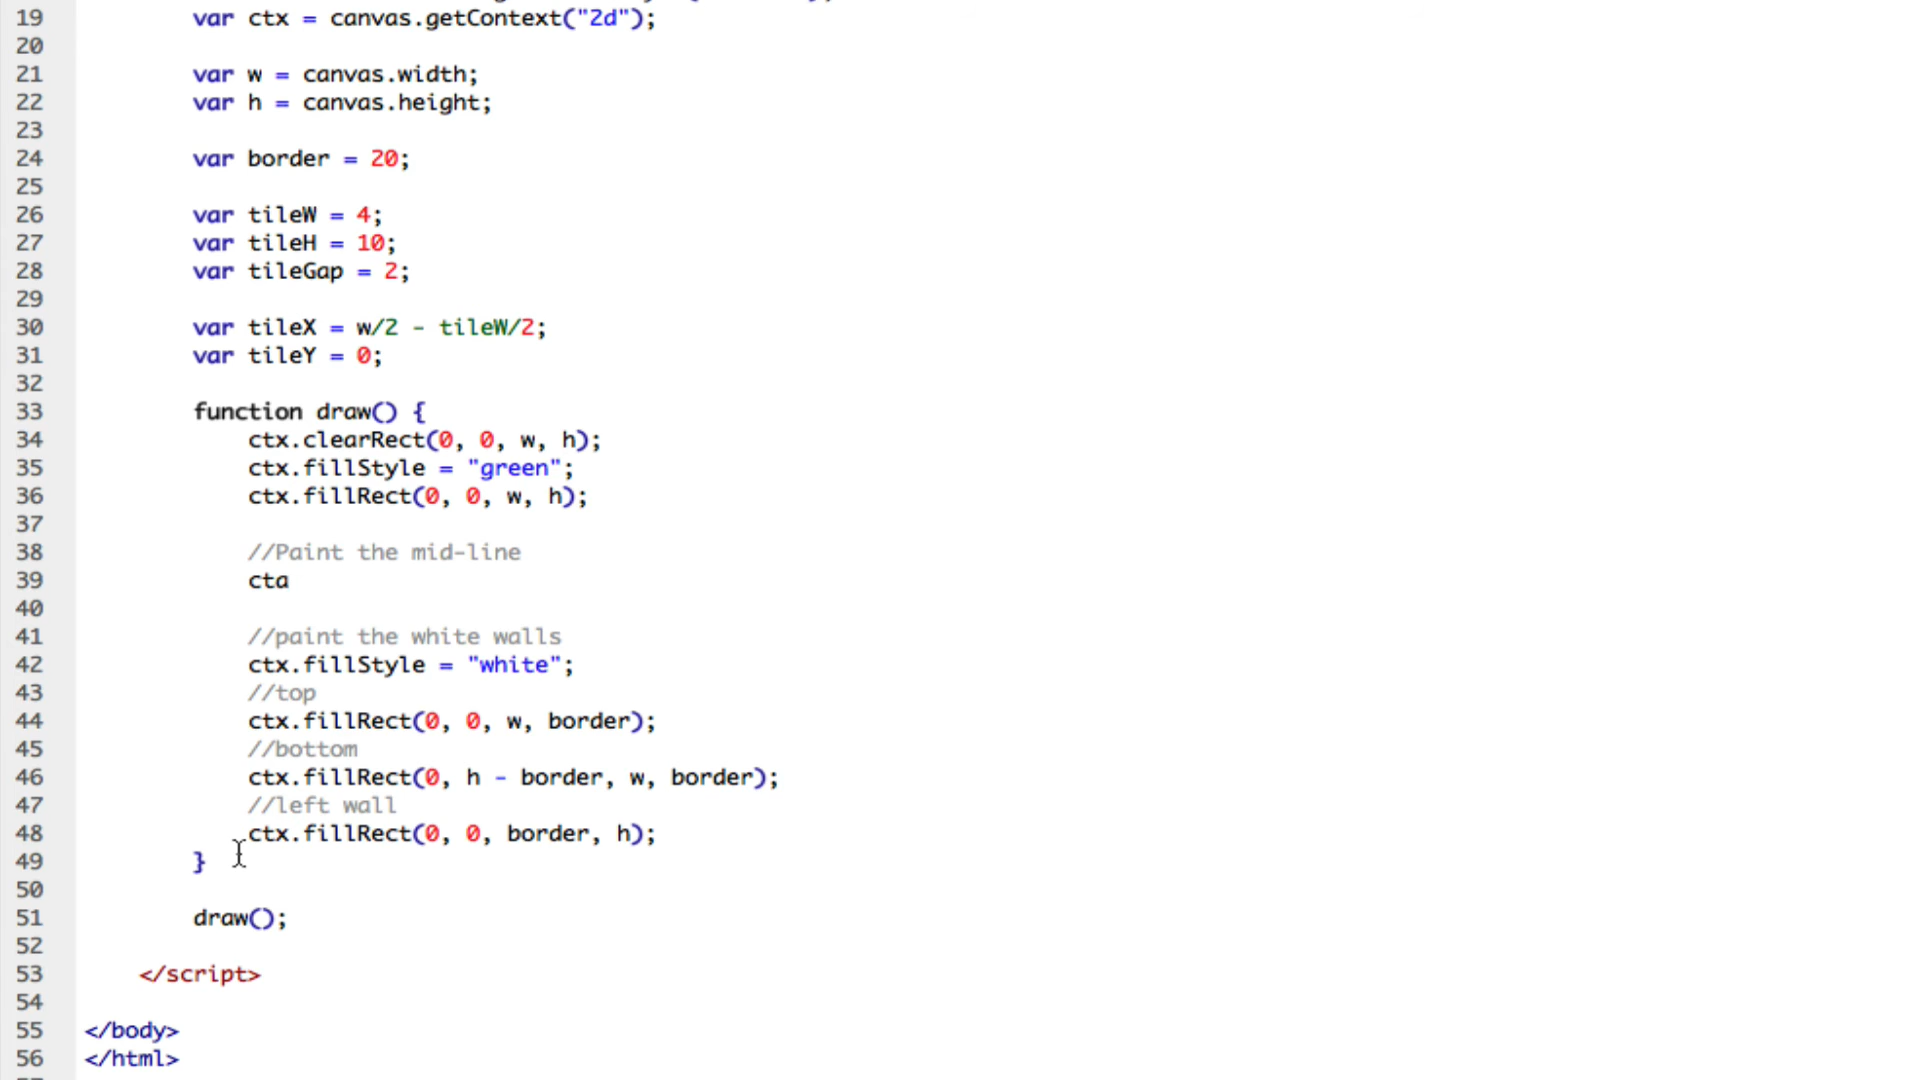 19 var ctx = canvas.getContext("2d");
20
21 var w = canvas.width;
22 var h = canvas.height;
23
24 var border = 20;
25
26 var tileW = 4;
27 var tileH = 10;
28 var tileGap = 2;
29
30 var tileX = w/2 - tileW/2;
31 var tileY = 0;
32
33 function draw() {
34 ctx.clearRect(0, 0, w, h);
35 ctx.fillStyle = "green";
36 ctx.fillRect(0, 0, w, h);
37
38 //Paint the mid-line
39 cta
40
41 //paint the white walls
42 ctx.fillStyle = "white";
43 //top
44 ctx.fillRect(0, 0, w, border);
45 //bottom
46 ctx.fillRect(0, h - border, w, border);
47 //left wall
48 ctx.fillRect(0, 0, border, h);
49 }
50
51 draw();
52
53 </script>
54
55 </body>
56 </html>